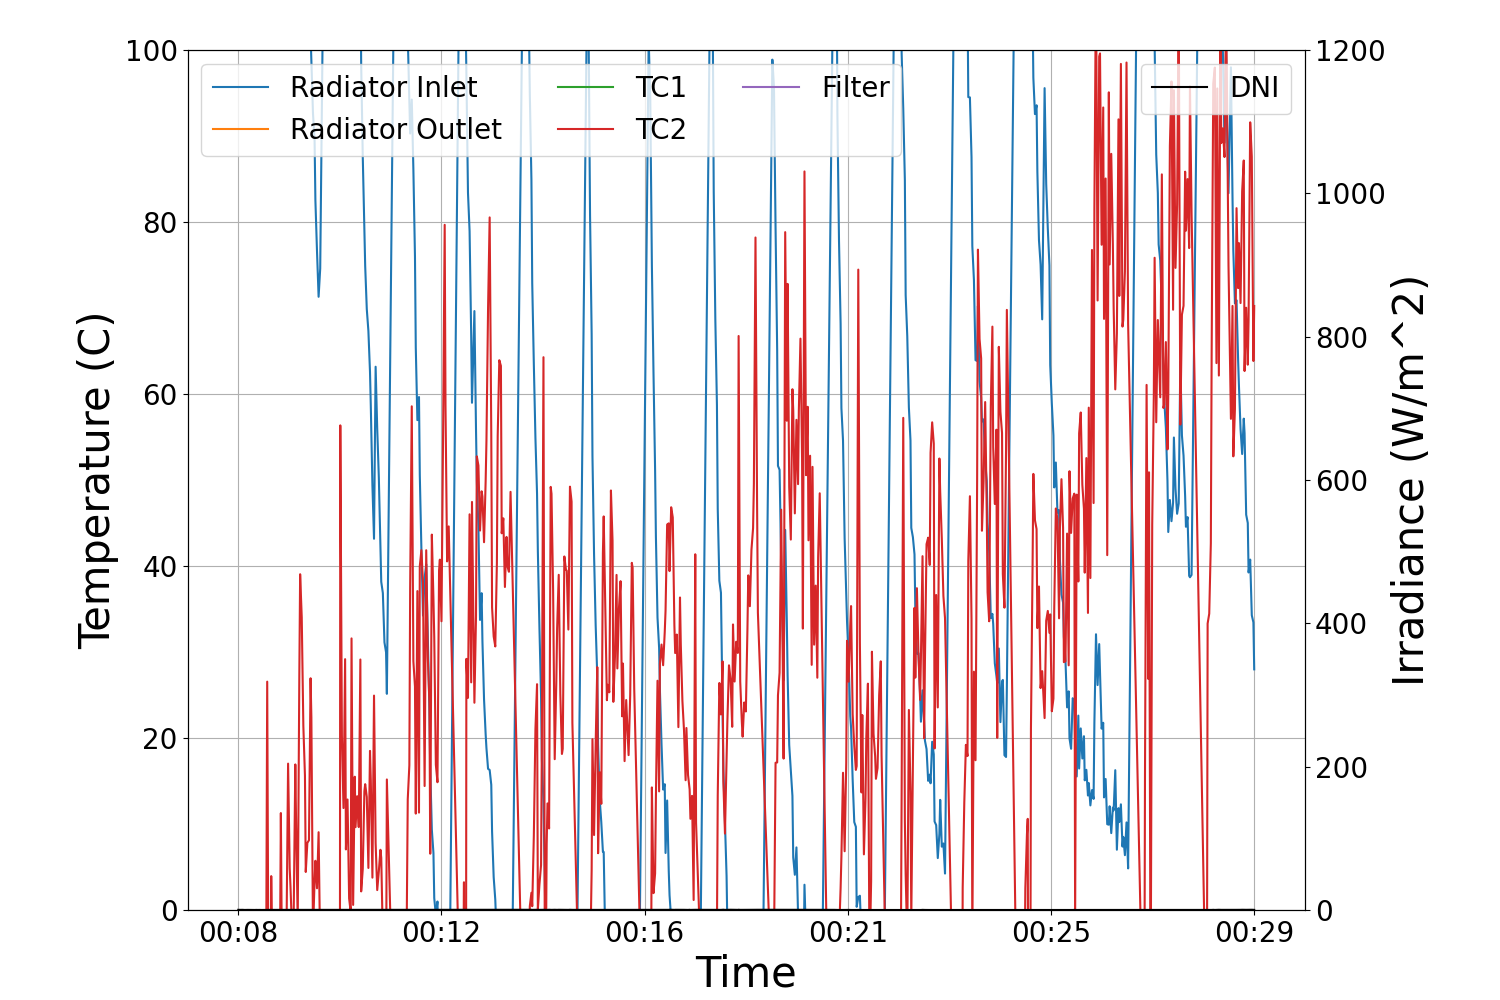 Radiator Inlet
Radiator Outlet
TC1
TC2
Filter
DNI
100
80
60
40
20
0
Temperature (C)
1200
1000
800
600
400
200
0
Irradiance (W/m^2)
00:08 00:12 00:16 00:21 00:25 00:29
Time